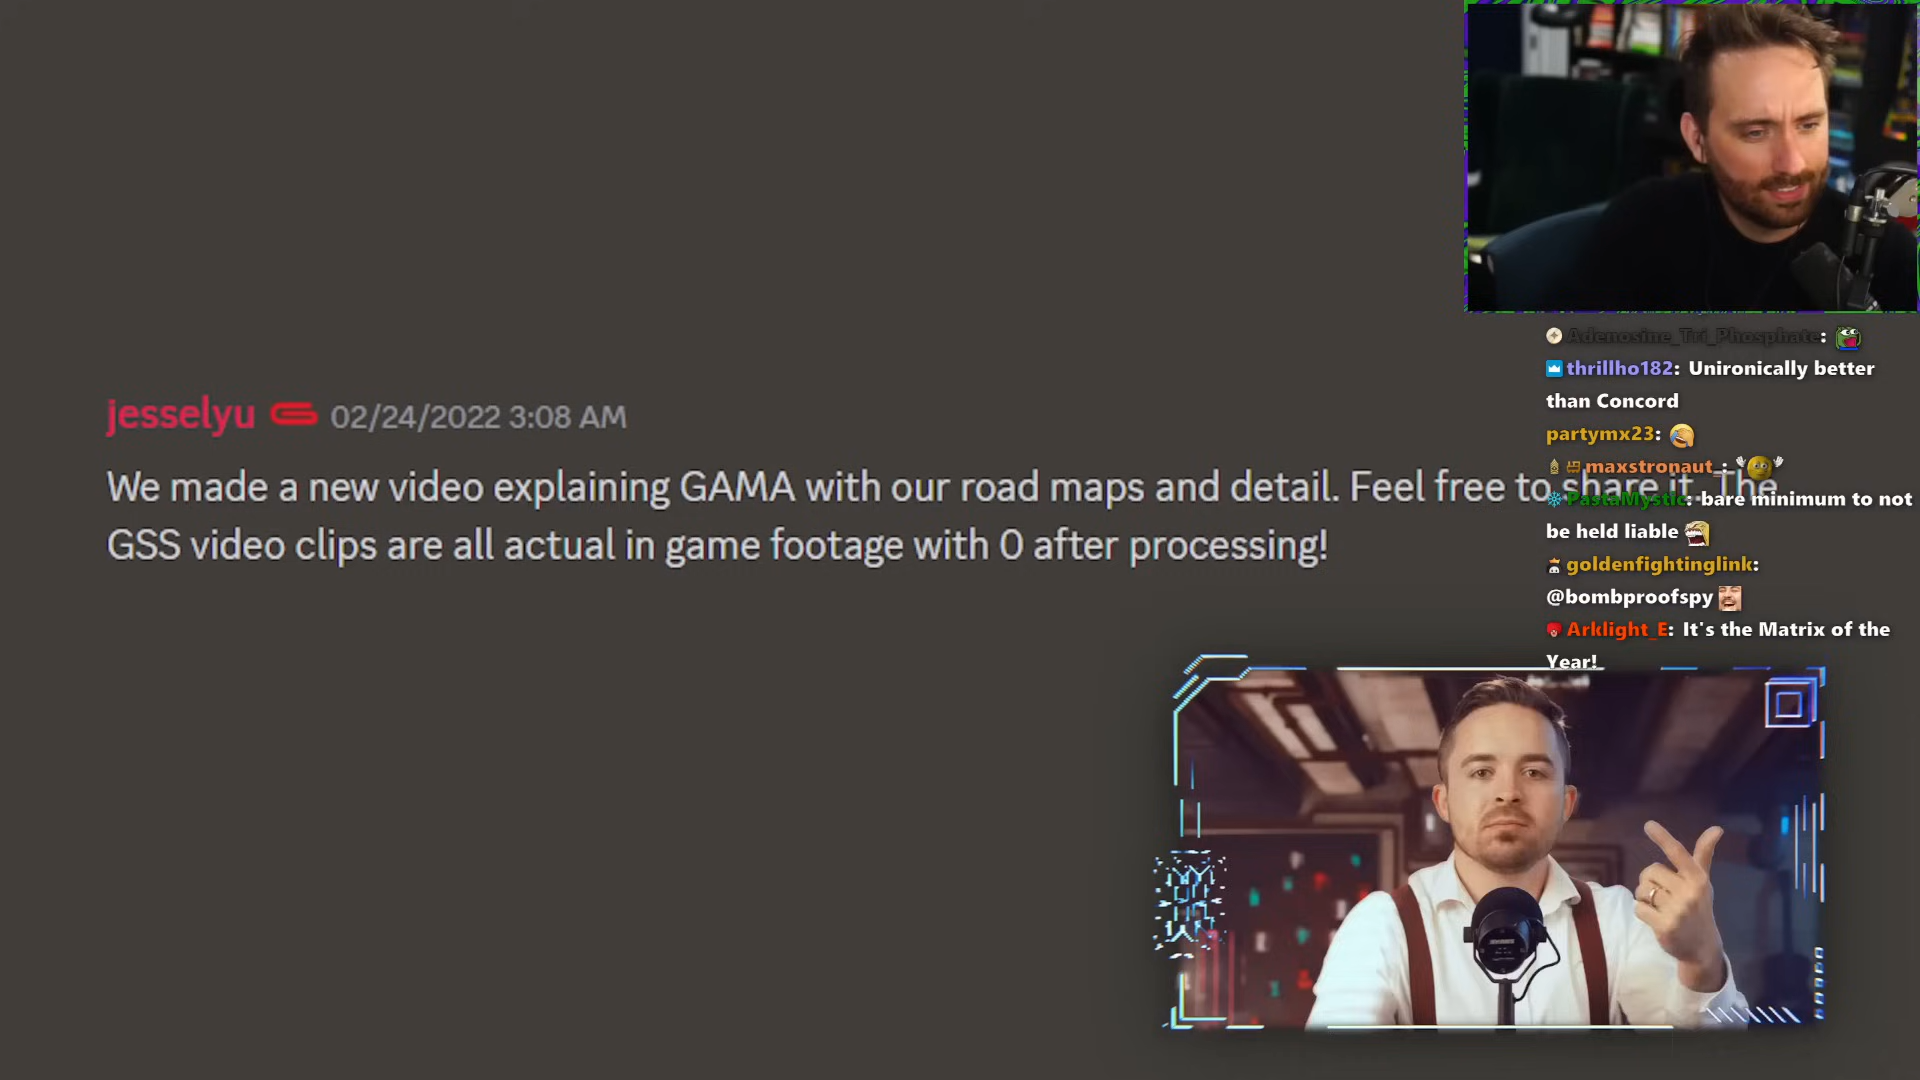 jesselyu 02/24/2022 3:08 AM
We made a new video explaining GAMA with our road maps and detail. Feel free to share it. The
GSS video clips are all actual in game footage with 0 after processing!
Adenosine_Tri_Phosphate:
thrillho182: Unironically better
than Concord
partymx23:
maxstronaut_:
PastaMystic: bare minimum to not
be held liable
goldenfightinglink:
@bombproofspy
Arklight_E: It's the Matrix of the
Year!